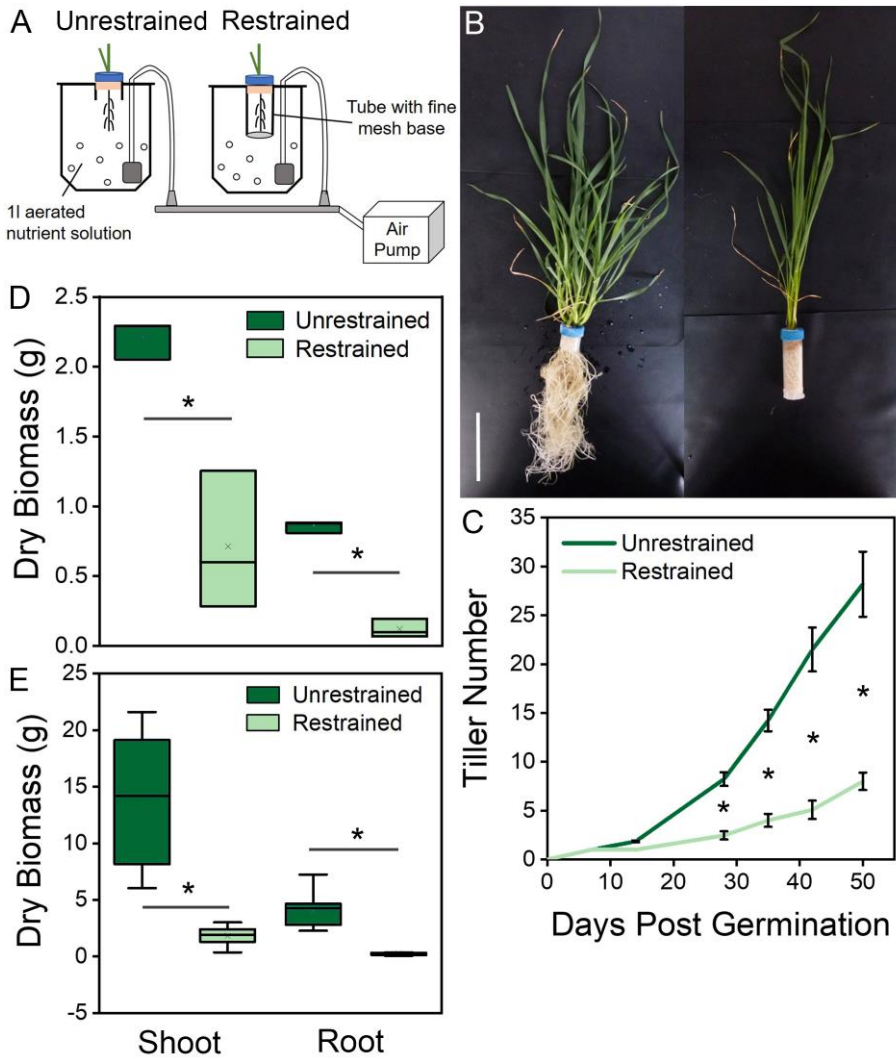 A
Unrestrained
Restrained
Tube with fine
mesh base
1l aerated
nutrient solution
Air
Pump
B
D
Dry Biomass (g)
2.5
2.0
1.5
1.0
0.5
0.0
Unrestrained
Restrained
*
*
C
Tiller Number
35
30
25
20
15
10
5
0
Unrestrained
Restrained
*
*
*
*
0
10
20
30
40
50
Days Post Germination
E
Dry Biomass (g)
25
20
15
10
5
0
-5
Unrestrained
Restrained
*
*
Shoot
Root